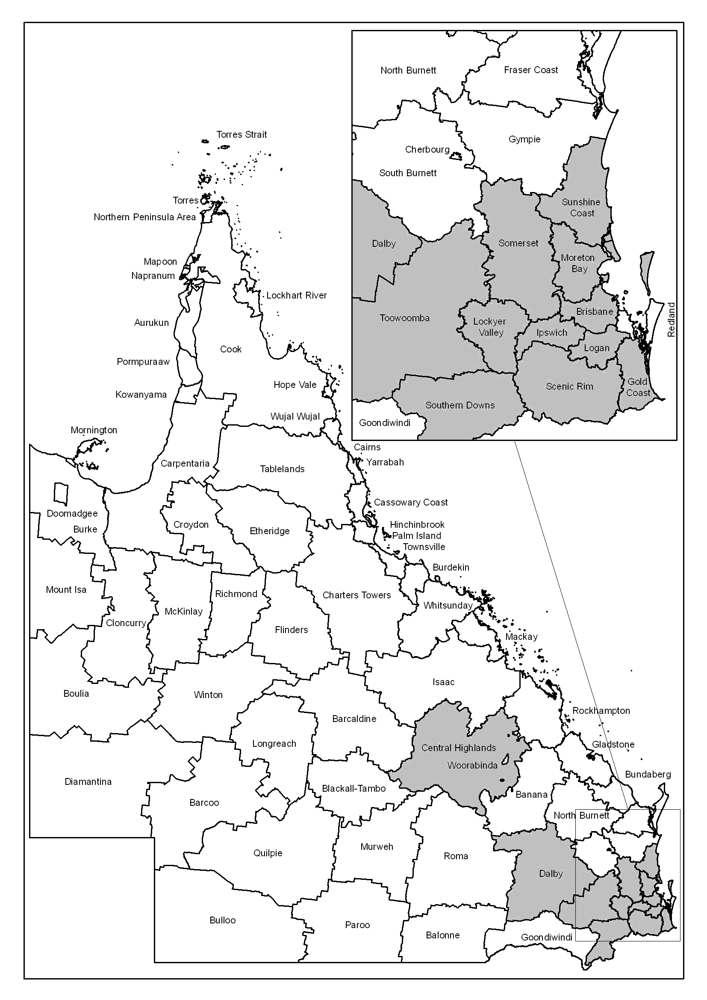 North Burnett
Fraser Coast
Gympie
Cherbourg
South Burnett
Sunshine
Coast
Dalby
Somerset
Moreton
Bay
Toowoomba
Brisbane
Redland
Lockyer
Valley
Ipswich
Logan
Scenic Rim
Gold
Coast
Southern Downs
Goondiwindi
Torres Strait
Torres
Northern Peninsula Area
Mapoon
Napranum
Lockhart River
Aurukun
Cook
Pormpuraaw
Hope Vale
Kowanyama
Wujal Wujal
Mornington
Cairns
Yarrabah
Carpentaria
Tablelands
Cassowary Coast
Doomadgee
Burke
Croydon
Etheridge
Hinchinbrook
Palm Island
Townsville
Burdekin
Mount Isa
Richmond
Charters Towers
Whitsunday
McKinlay
Cloncurry
Flinders
Mackay
Isaac
Boulia
Winton
Rockhampton
Barcaldine
Longreach
Central Highlands
Gladstone
Woorabinda
Bundaberg
Diamantina
Blackall-Tambo
Banana
Barcoo
North Burnett
Quilpie
Murweh
Roma
Dalby
Bulloo
Paroo
Balonne
Goondiwindi